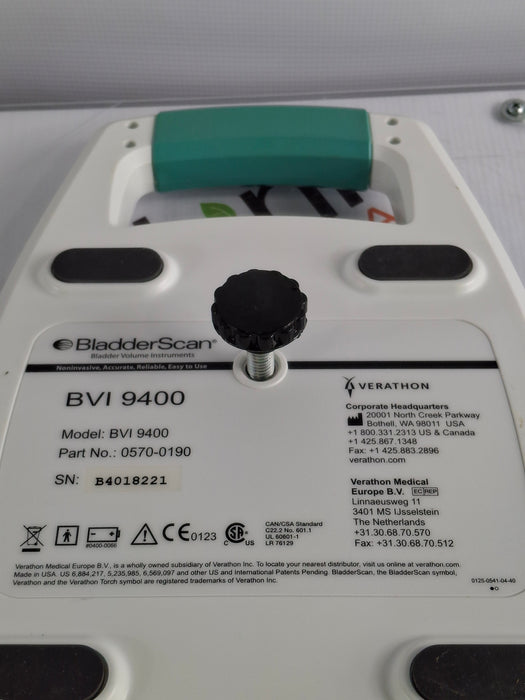 BladderScan®
Bladder Volume Instruments
Noninvasive, Accurate, Reliable, Easy to Use
BVI 9400
Model: BVI 9400
Part No.: 0570-0190
SN: B4018221
VERATHON
Corporate Headquarters
20001 North Creek Parkway
Bothell, WA 98011 USA
+1 800.331.2313 US & Canada
+1 425.867.1348
Fax: +1 425.883.2896
verathon.com
Verathon Medical
Europe B.V. EC REP
Linnaeusweg 11
3401 MS IJsselstein
The Netherlands
+31.30.68.70.570
Fax: +31.30.68.70.512
#0400-0066
CE 0123
C US
CAN/CSA Standard
C22.2 No. 601.1
UL 60601-1
LR 76129
Verathon Medical Europe B.V., is a wholly owned subsidiary of Verathon Inc. To locate your nearest distributor, visit us online at verathon.com.
Made in USA. US 6,884,217, 5,235,985, 6,569,097 and other US and International Patents Pending. BladderScan, the BladderScan symbol,
Verathon and the Verathon Torch symbol are registered trademarks of Verathon Inc.
0125-0541-04-40